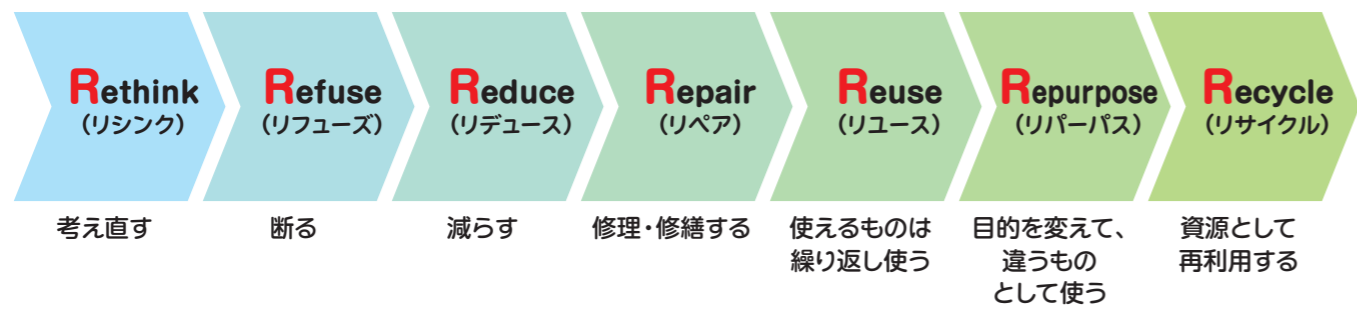 Rethink
(リシンク)
考え直す
Refuse
(リフューズ)
断る
Reduce
(リデュース)
減らす
Repair
(リペア)
修理・修繕する
Reuse
(リユース)
使えるものは
繰り返し使う
Repurpose
(リパーパス)
目的を変えて、
違うもの
として使う
Recycle
(リサイクル)
資源として
再利用する